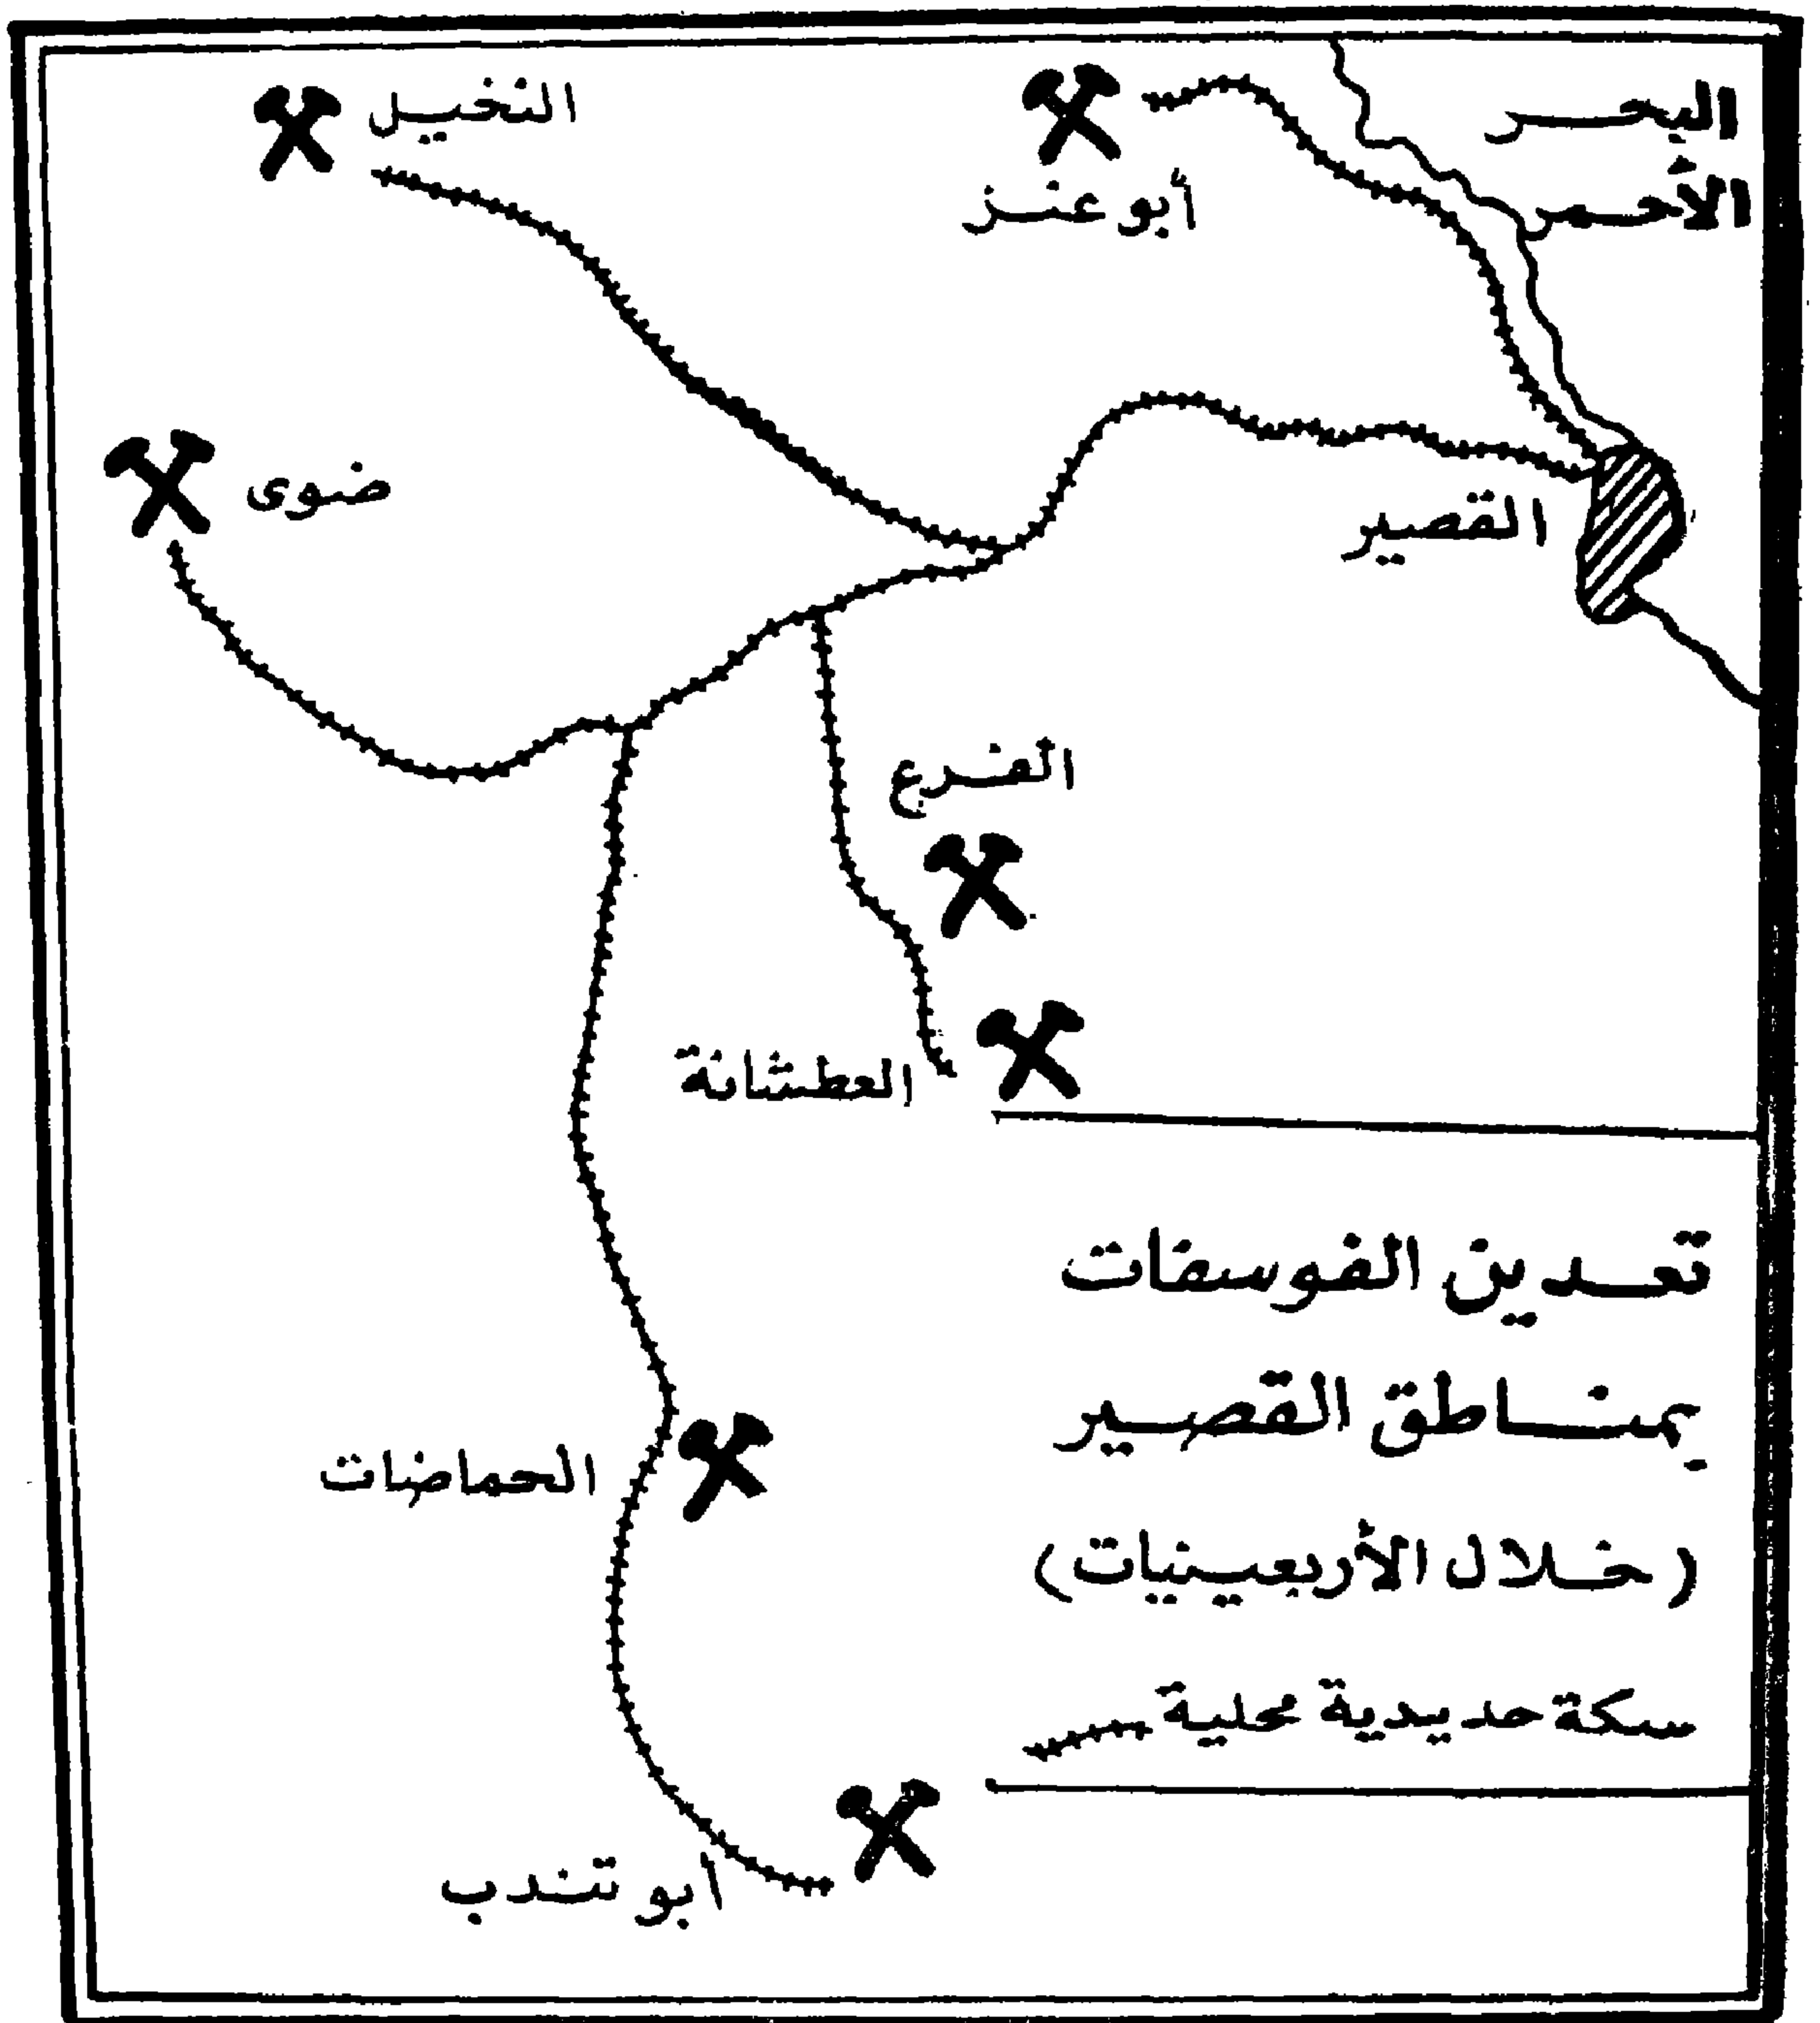 النخيل
البحر
الأحمر
أبو عنز
ضوى
القصير
القرع
العطشانة
تعدين الفوسفات
بمناطق القصير
(خلال الأربعينيات)
سكة حديدية محلية
الحماضات
ابو تندب